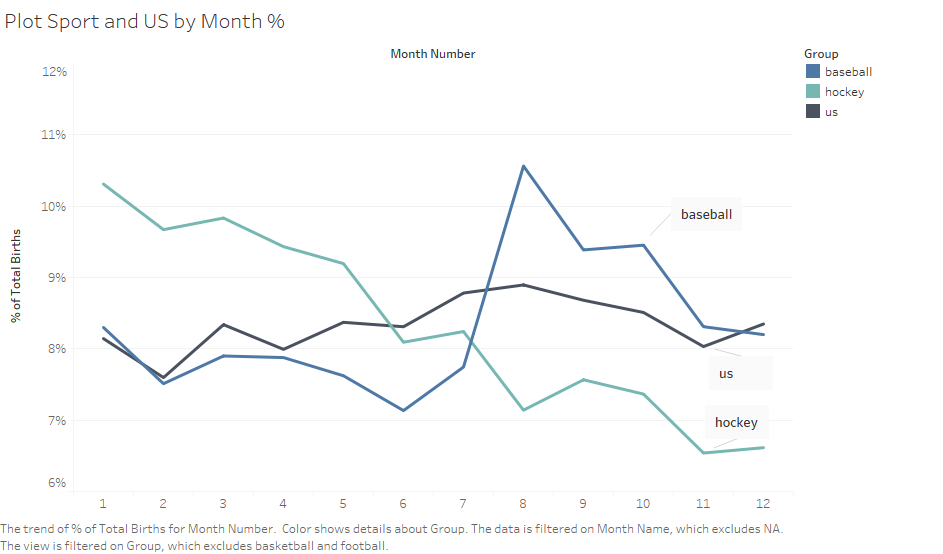 Plot Sport and US by Month %
Month Number
Group
baseball
hockey
us
12%
11%
10%
9%
8%
7%
6%
% of Total Births
baseball
us
hockey
1 2 3 4 5 6 7 8 9 10 11 12
The trend of % of Total Births for Month Number. Color shows details about Group. The data is filtered on Month Name, which excludes NA.
The view is filtered on Group, which excludes basketball and football.